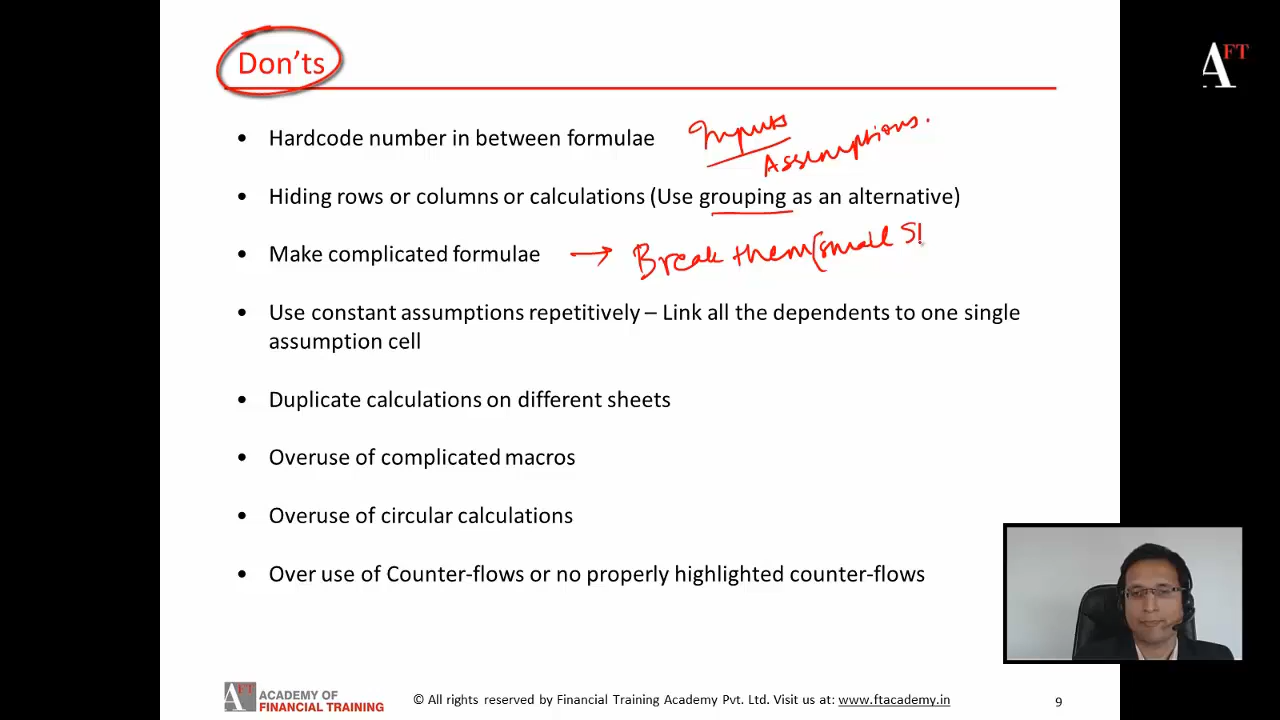 Don'ts
AFT
• Hardcode number in between formulae Inputs
Assumptions.
• Hiding rows or columns or calculations (Use grouping as an alternative)
• Make complicated formulae → Break them (small
• Use constant assumptions repetitively – Link all the dependents to one single
assumption cell
• Duplicate calculations on different sheets
• Overuse of complicated macros
• Overuse of circular calculations
• Over use of Counter-flows or no properly highlighted counter-flows
AFT ACADEMY OF
FINANCIAL TRAINING
© All rights reserved by Financial Training Academy Pvt. Ltd. Visit us at: www.ftacademy.in
9